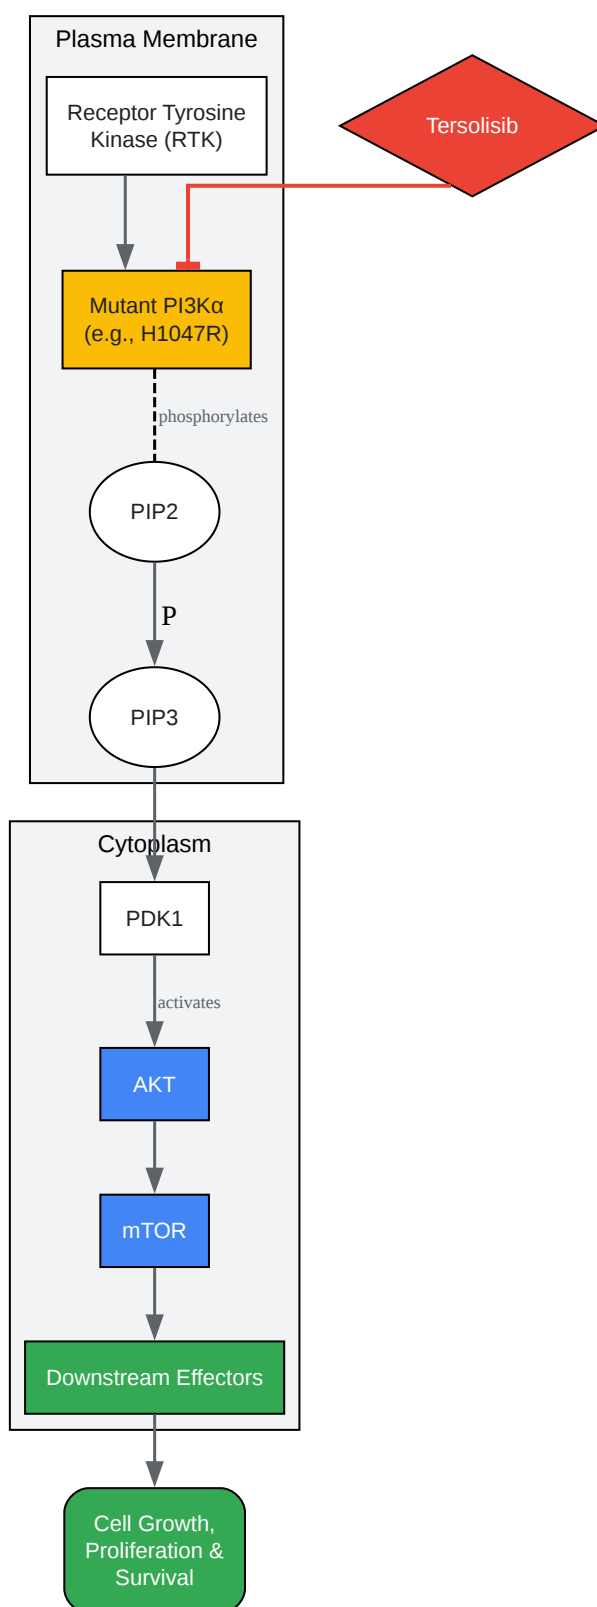 Plasma Membrane
Receptor Tyrosine
Kinase (RTK)
Tersolisib
Mutant PI3Kα
(e.g., H1047R)
phosphorylates
PIP2
P
PIP3
Cytoplasm
PDK1
activates
AKT
mTOR
Downstream Effectors
Cell Growth,
Proliferation &
Survival